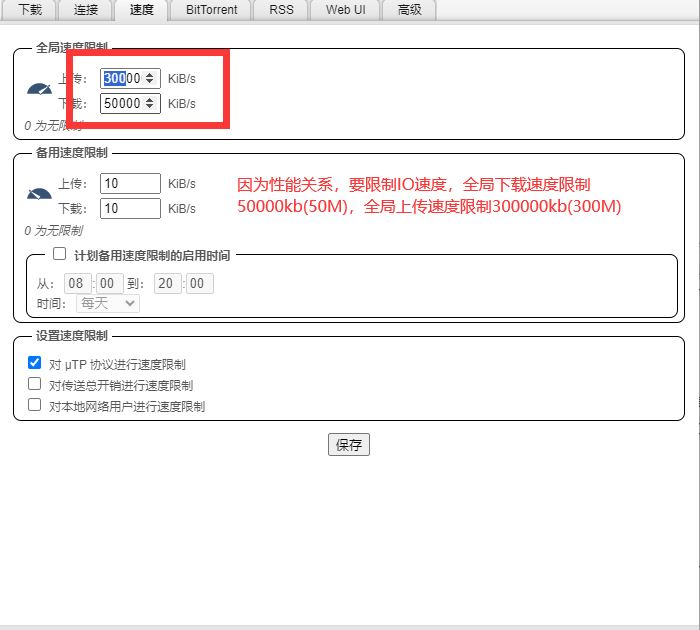 下载 连接 速度 BitTorrent RSS Web UI 高级
全局速度限制
上传: 30000 KiB/s
下载: 50000 KiB/s
0 为无限制
备用速度限制
上传: 10 KiB/s
下载: 10 KiB/s
因为性能关系，要限制IO速度，全局下载速度限制
50000kb(50M)，全局上传速度限制300000kb(300M)
0 为无限制
计划备用速度限制的启用时间
从: 08 : 00 到: 20 : 00
时间: 每天
设置速度限制
对 μTP 协议进行速度限制
对传送总开销进行速度限制
对本地网络用户进行速度限制
保存